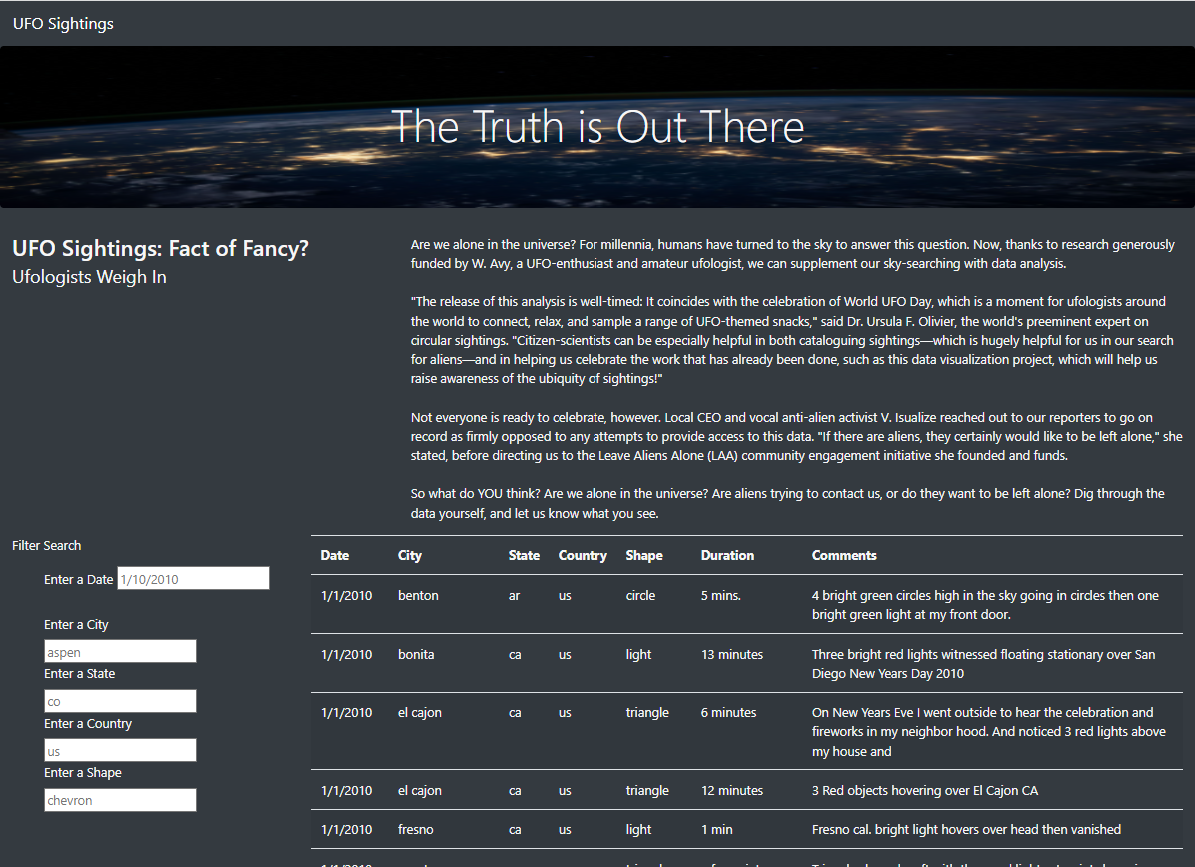 UFO Sightings
The Truth is Out There
UFO Sightings: Fact of Fancy?
Ufologists Weigh In
Are we alone in the universe? For millennia, humans have turned to the sky to answer this question. Now, thanks to research generously
funded by W. Avy, a UFO-enthusiast and amateur ufologist, we can supplement our sky-searching with data analysis.
"The release of this analysis is well-timed: It coincides with the celebration of World UFO Day, which is a moment for ufologists around
the world to connect, relax, and sample a range of UFO-themed snacks," said Dr. Ursula F. Olivier, the world's preeminent expert on
circular sightings. "Citizen-scientists can be especially helpful in both cataloguing sightings—which is hugely helpful for us in our search
for aliens—and in helping us celebrate the work that has already been done, such as this data visualization project, which will help us
raise awareness of the ubiquity of sightings!"
Not everyone is ready to celebrate, however. Local CEO and vocal anti-alien activist V. Isualize reached out to our reporters to go on
record as firmly opposed to any attempts to provide access to this data. "If there are aliens, they certainly would like to be left alone," she
stated, before directing us to the Leave Aliens Alone (LAA) community engagement initiative she founded and funds.
So what do YOU think? Are we alone in the universe? Are aliens trying to contact us, or do they want to be left alone? Dig through the
data yourself, and let us know what you see.
Filter Search
Enter a Date 1/10/2010
Enter a City
aspen
Enter a State
co
Enter a Country
us
Enter a Shape
chevron
Date City State Country Shape Duration Comments
1/1/2010 benton ar us circle 5 mins. 4 bright green circles high in the sky going in circles then one
bright green light at my front door.
1/1/2010 bonita ca us light 13 minutes Three bright red lights witnessed floating stationary over San
Diego New Years Day 2010
1/1/2010 el cajon ca us triangle 6 minutes On New Years Eve I went outside to hear the celebration and
fireworks in my neighbor hood. And noticed 3 red lights above
my house and
1/1/2010 el cajon ca us triangle 12 minutes 3 Red objects hovering over El Cajon CA
1/1/2010 fresno ca us light 1 min Fresno cal. bright light hovers over head then vanished